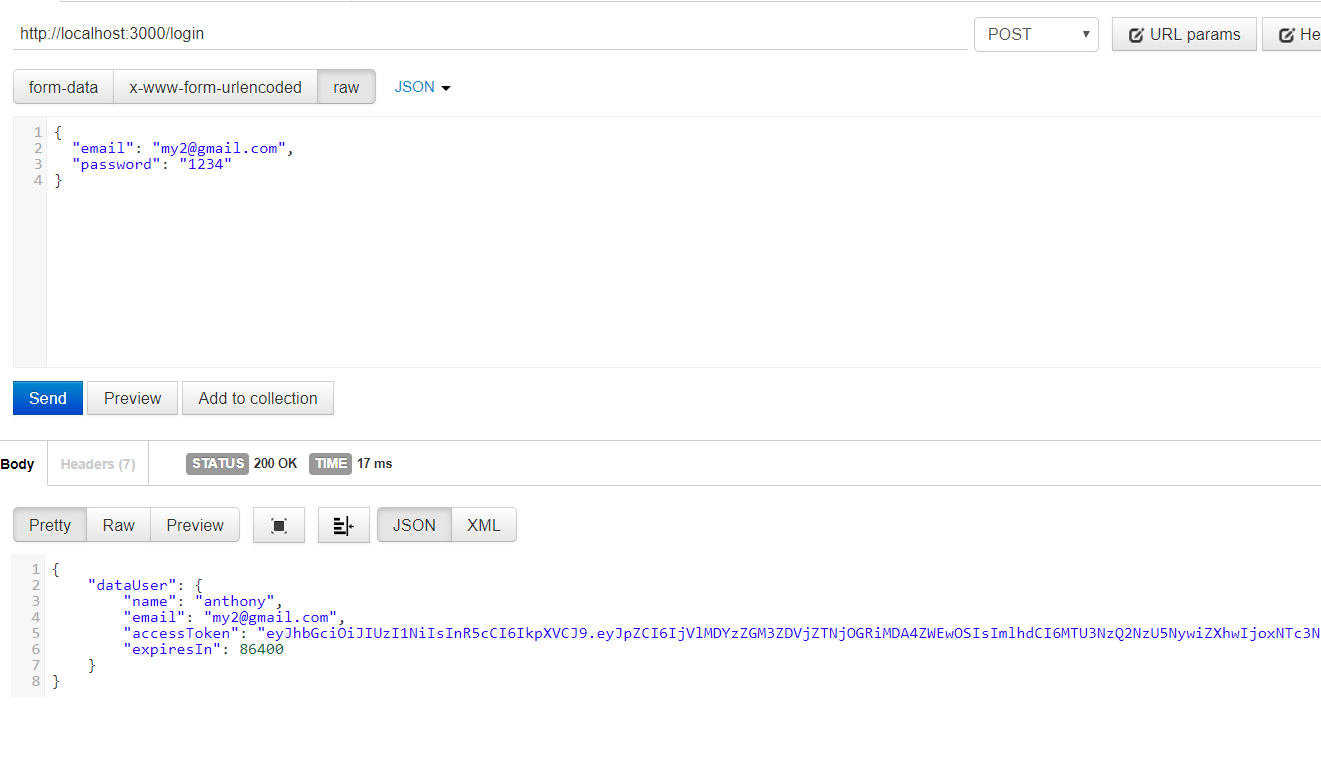 http://localhost:3000/login POST URL params He
form-data x-www-form-urlencoded raw JSON
1 {
2 "email": "my2@gmail.com",
3 "password": "1234"
4 }
Send Preview Add to collection
Body Headers (7) STATUS 200 OK TIME 17 ms
Pretty Raw Preview JSON XML
1 {
2 "dataUser": {
3 "name": "anthony",
4 "email": "my2@gmail.com",
5 "accessToken": "eyJhbGciOiJIUzI1NiIsInR5cCI6IkpXVCJ9.eyJpZCI6IjVlMDYzZGM3ZDVjZTNjOGRiMDA4ZWEwOSIsImlhdCI6MTU3NzQ2NzU5NywiZXhwIjoxNTc3N
6 "expiresIn": 86400
7 }
8 }